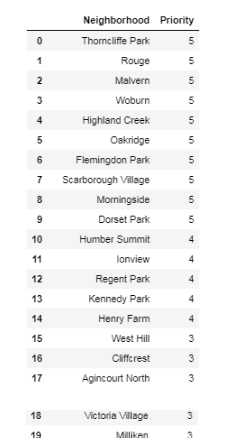 Neighborhood Priority
0 Thorncliffe Park 5
1 Rouge 5
2 Malvern 5
3 Woburn 5
4 Highland Creek 5
5 Oakridge 5
6 Flemingdon Park 5
7 Scarborough Village 5
8 Morningside 5
9 Dorset Park 5
10 Humber Summit 4
11 Ionview 4
12 Regent Park 4
13 Kennedy Park 4
14 Henry Farm 4
15 West Hill 3
16 Cliffcrest 3
17 Agincourt North 3
18 Victoria Village 3
19 Milliken 3